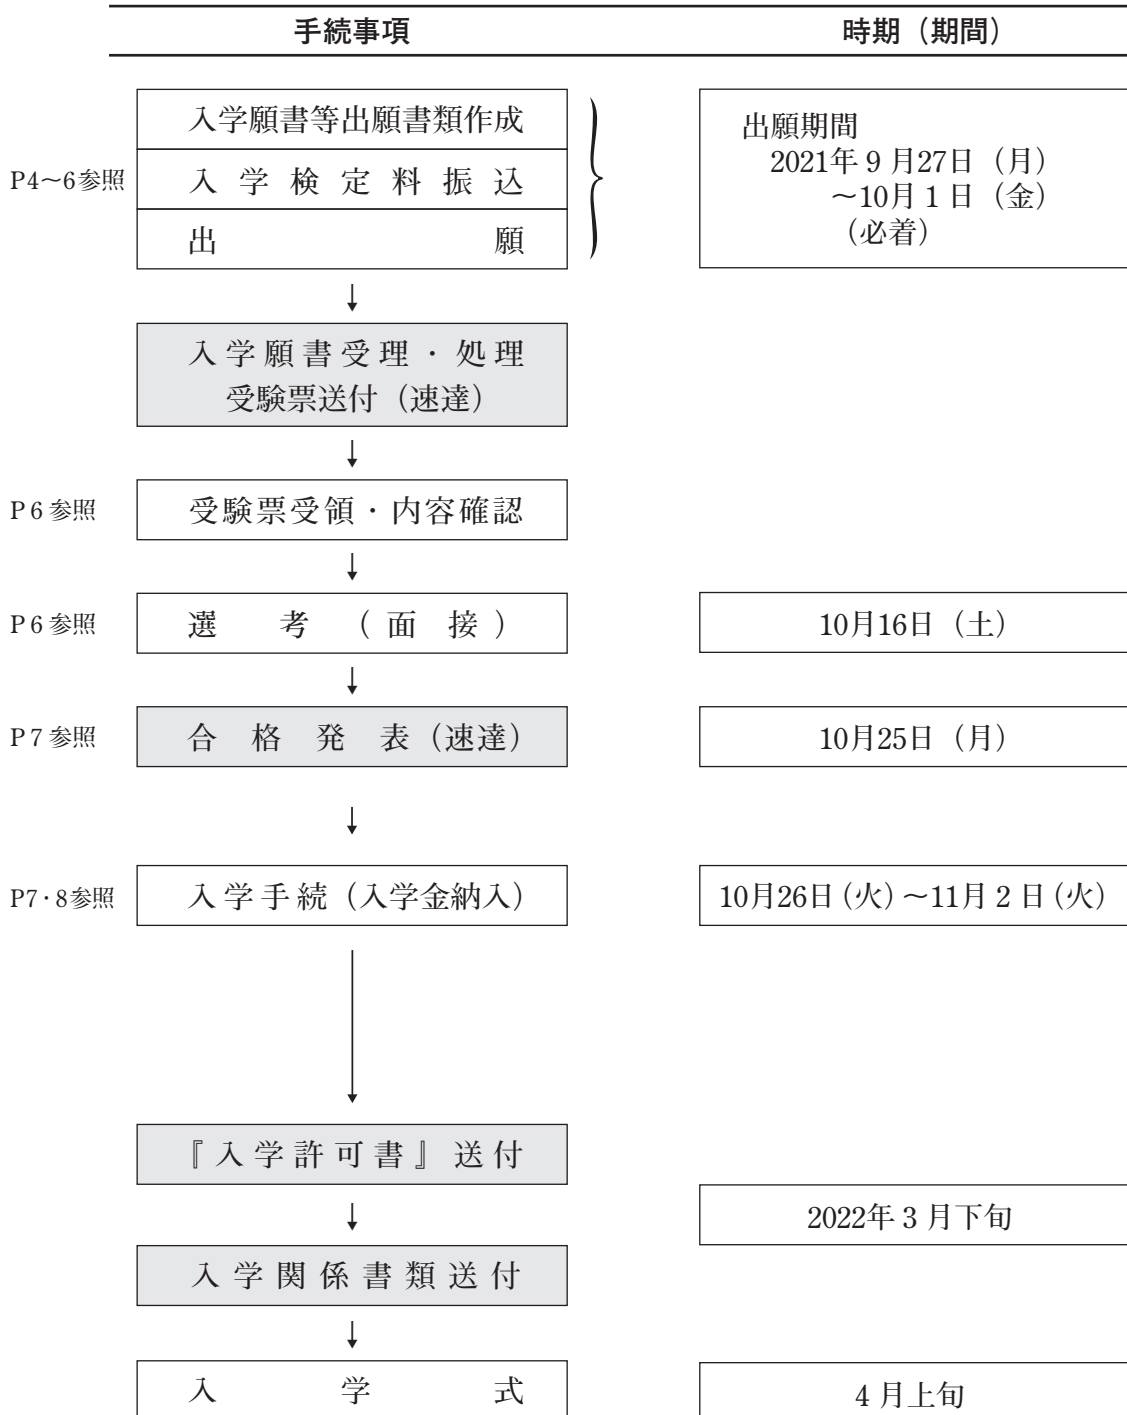 手続事項
時期（期間）
入学願書等出願書類作成
P4～6参照
入学検定料振込
出願
出願期間
2021年9月27日（月）
～10月1日（金）
（必着）
入学願書受理・処理
受験票送付（速達）
P6参照
受験票受領・内容確認
P6参照
選考（面接）
10月16日（土）
P7参照
合格発表（速達）
10月25日（月）
P7・8参照
入学手続（入学金納入）
10月26日（火）～11月2日（火）
『入学許可書』送付
2022年3月下旬
入学関係書類送付
入学式
4月上旬